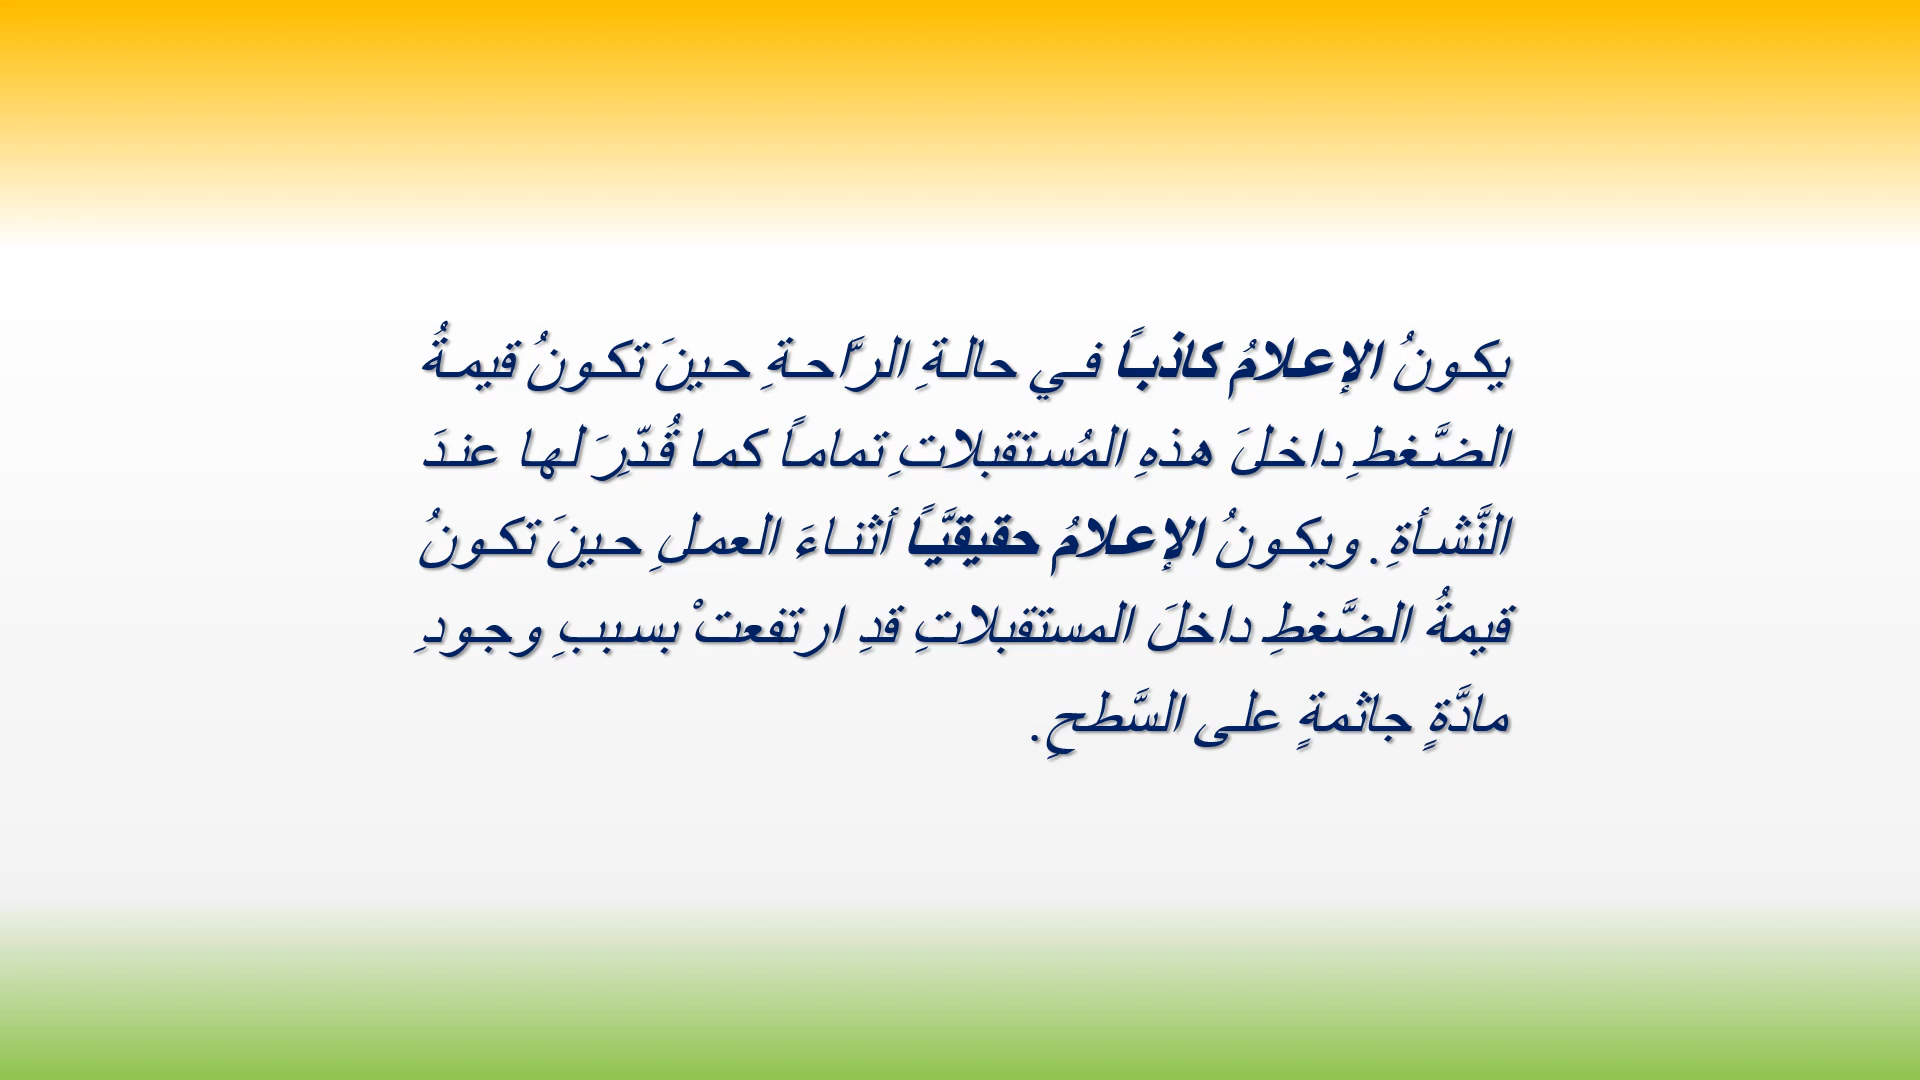 يكونُ الإعلامُ كاذباً في حالةِ الرَّاحةِ حينَ تكونُ قيمةُ
الضَّغطِ داخلَ هذهِ المُستقبلاتِ تماماً كما قُدّرِ َ لها عندَ
النَّشأةِ. ويكونُ الإعلامُ حقيقيَّاً أثناءَ العملِ حينَ تكونُ
قيمةُ الضَّغطِ داخلَ المستقبلاتِ قدِ ارتفعتْ بسببِ وجودِ
مادَّةٍ جاثمةٍ على السَّطحِ.